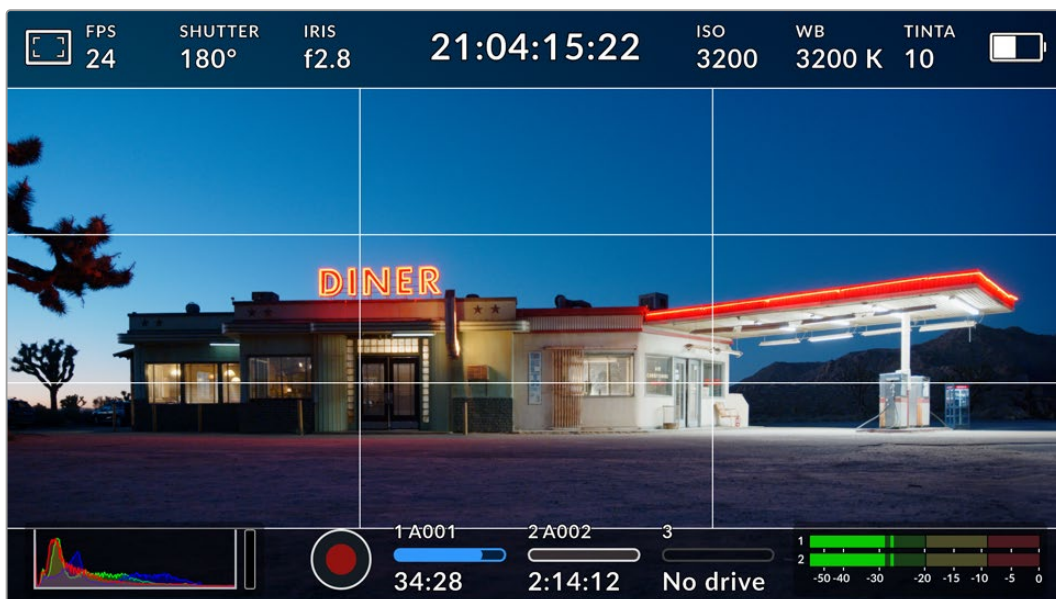 FPS SHUTTER IRIS 21:04:15:22 ISO WB TINTA
24 180° f2.8 3200 3200 K 10
DINER
1 A001 2 A002 3
34:28 2:14:12 No drive
1
2
-50 -40 -30 -20 -15 -10 -5 0